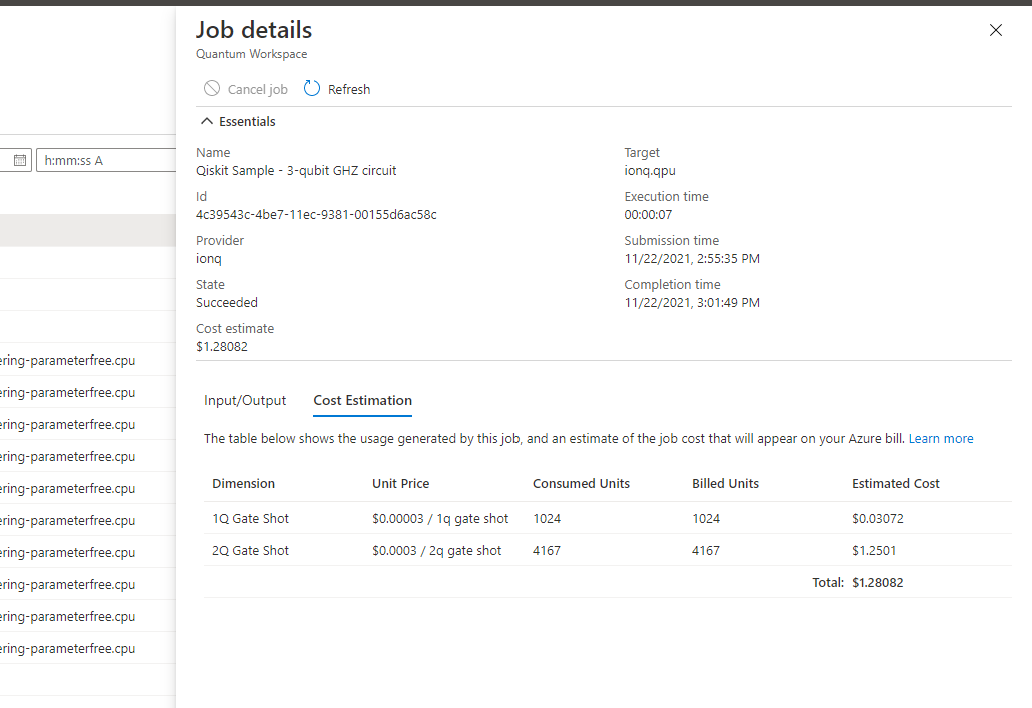 Job details
Quantum Workspace
Cancel job Refresh
Essentials
h:mm:ss A
Name
Qiskit Sample - 3-qubit GHZ circuit
Id
4c39543c-4be7-11ec-9381-00155d6ac58c
Provider
ionq
State
Succeeded
Cost estimate
$1.28082
Target
ionq.qpu
Execution time
00:00:07
Submission time
11/22/2021, 2:55:35 PM
Completion time
11/22/2021, 3:01:49 PM
ering-parameterfree.cpu
ering-parameterfree.cpu
ering-parameterfree.cpu
ering-parameterfree.cpu
ering-parameterfree.cpu
ering-parameterfree.cpu
ering-parameterfree.cpu
ering-parameterfree.cpu
ering-parameterfree.cpu
ering-parameterfree.cpu
Input/Output Cost Estimation
The table below shows the usage generated by this job, and an estimate of the job cost that will appear on your Azure bill. Learn more
Dimension Unit Price Consumed Units Billed Units Estimated Cost
1Q Gate Shot $0.00003 / 1q gate shot 1024 1024 $0.03072
2Q Gate Shot $0.0003 / 2q gate shot 4167 4167 $1.2501
Total: $1.28082